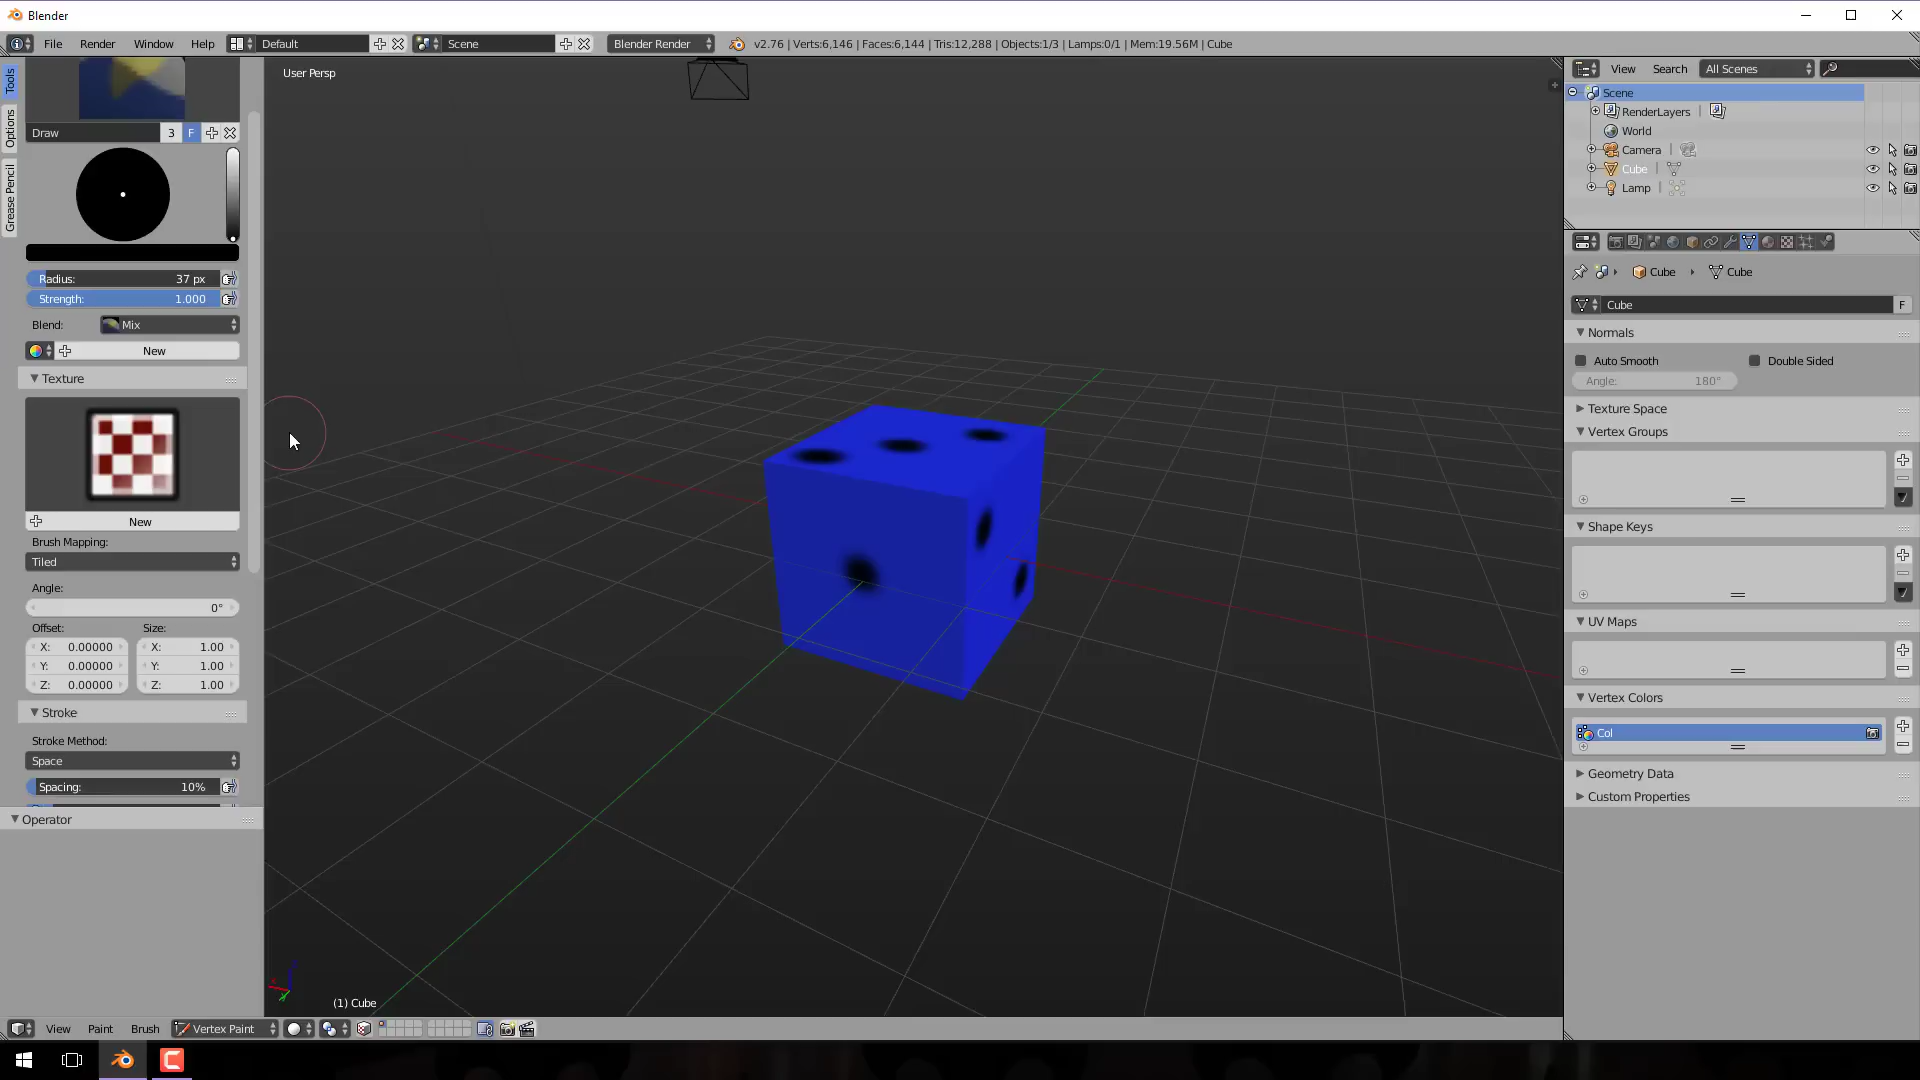 Blender
File Render Window Help Default Scene Blender Render v2.76 | Verts:6,146 | Faces:6,144 | Tris:12,288 | Objects:1/3 | Lamps:0/1 | Mem:19.56M | Cube
Tools
Options
Grease Pencil
Draw 3 F
Radius: 37 px
Strength: 1.000
Blend: Mix
New
Texture
New
Brush Mapping:
Tiled
Angle:
0°
Offset: Size:
X: 0.00000 X: 1.00
Y: 0.00000 Y: 1.00
Z: 0.00000 Z: 1.00
Stroke
Stroke Method:
Space
Spacing: 10%
Operator
User Persp
(1) Cube
View Paint Brush Vertex Paint
View Search All Scenes
Scene
RenderLayers
World
Camera
Cube
Lamp
Cube Cube
Cube F
Normals
Auto Smooth Double Sided
Angle: 180°
Texture Space
Vertex Groups
Shape Keys
UV Maps
Vertex Colors
Col
Geometry Data
Custom Properties